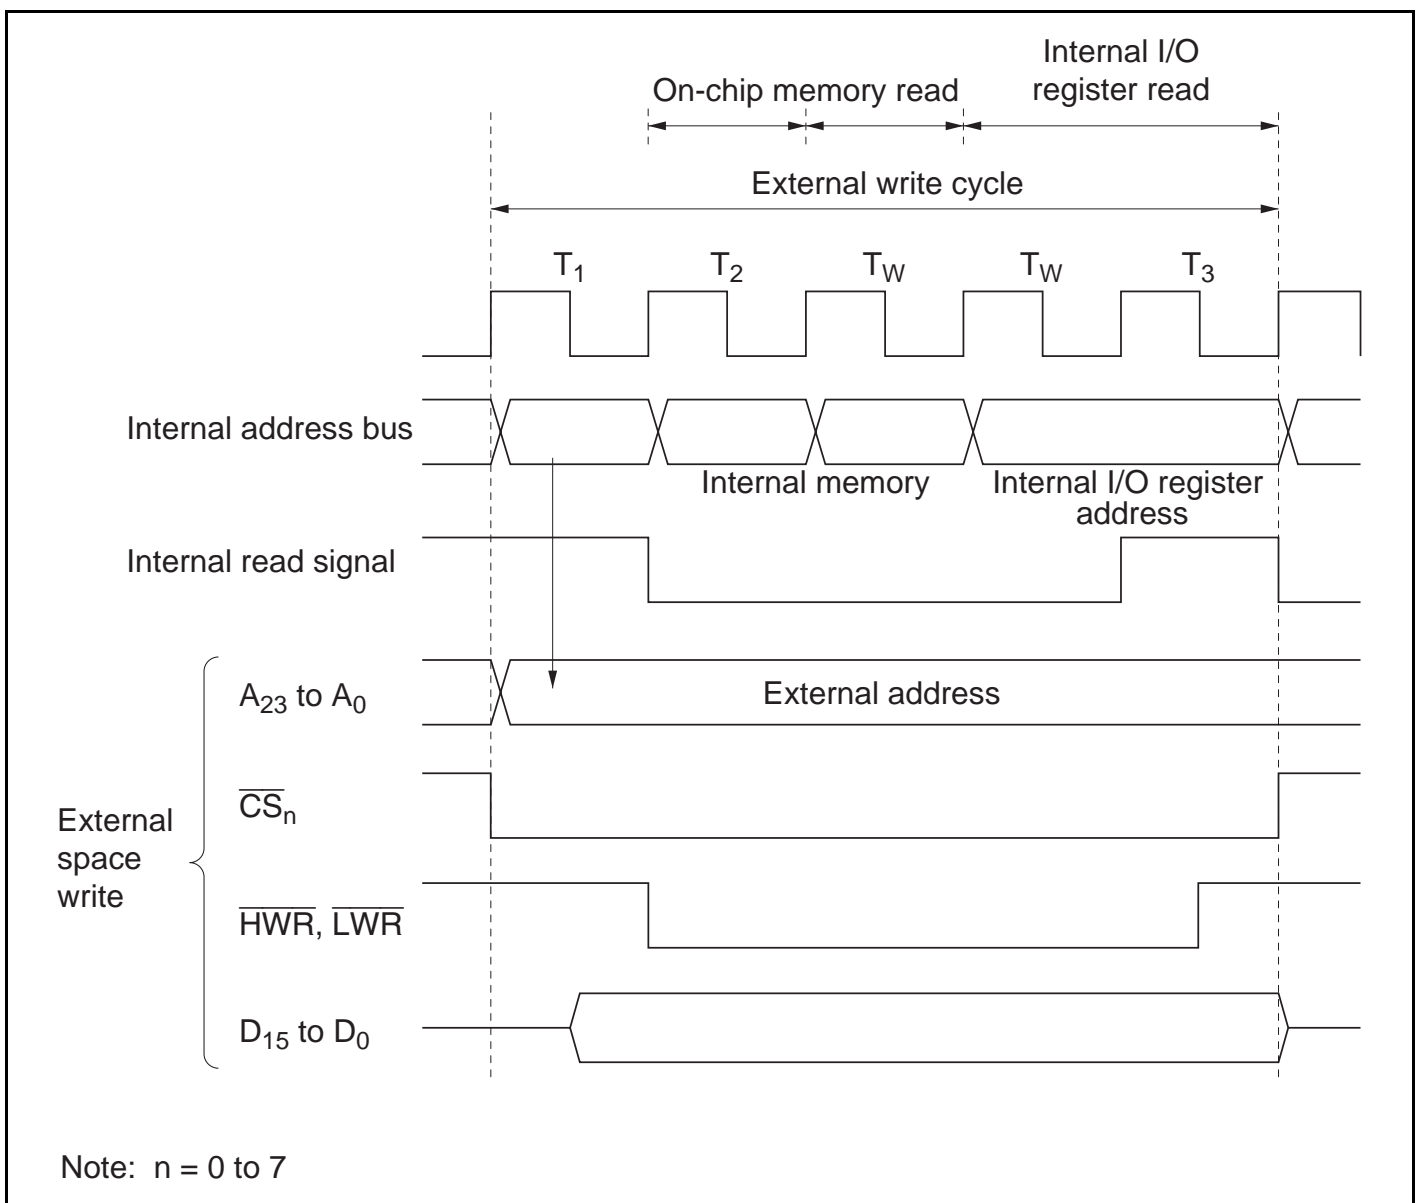 Internal I/O
register read
On-chip memory read
External write cycle
T1 T2 TW TW T3
Internal address bus
Internal memory
Internal I/O register
address
Internal read signal
A23 to A0
External address
CSn
External
space
write
HWR, LWR
D15 to D0
Note: n = 0 to 7